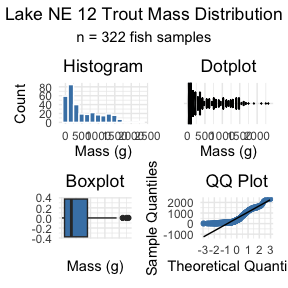 Lake NE 12 Trout Mass Distribution
n = 322 fish samples
Histogram
Count
80
60
40
20
0
0 500 1000 1500 2000 2500
Mass (g)
Dotplot
0 500 1000 1500 2000
Mass (g)
Boxplot
0.4
0.2
0.0
-0.2
-0.4
Mass (g)
QQ Plot
Sample Quantiles
2000
1000
0
-1000
-3 -2 -1 0 1 2 3
Theoretical Quanti